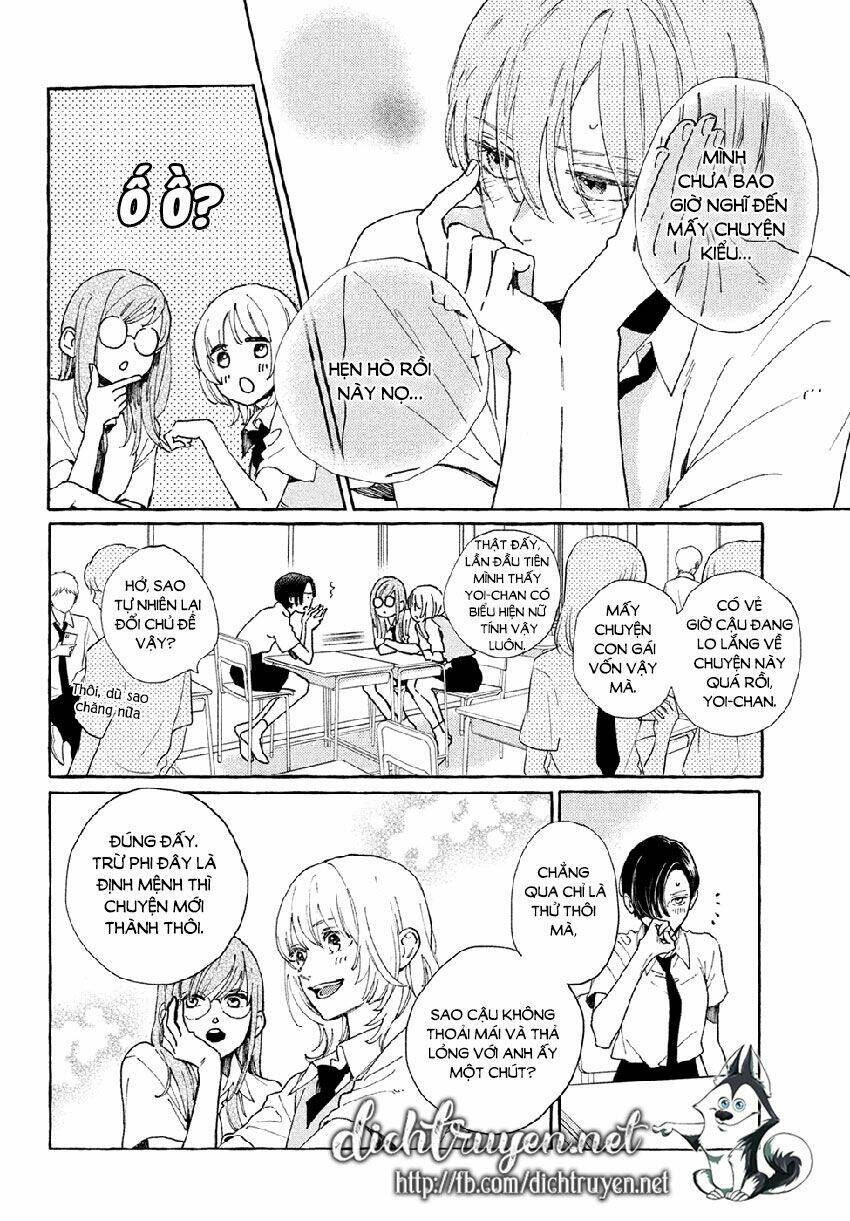 MÌNH
CHƯA BAO
GIỜ NGHĨ ĐẾN
MẤY CHUYỆN
KIỂU...
HẸN HÒ RỒI
NÀY NỌ...
Ố Ồ?
CÓ VẺ
GIỜ CẬU ĐANG
LO LẮNG VỀ
CHUYỆN NÀY
QUÁ RỒI,
YOI-CHAN.
MẤY
CHUYỆN
CON GÁI
VỐN VẬY
MÀ.
THẬT ĐẤY,
LẦN ĐẦU TIÊN
MÌNH THẤY
YOI-CHAN CÓ
BIỂU HIỆN NỮ
TÍNH VẬY
LUÔN.
HỞ, SAO
TỰ NHIÊN LẠI
ĐỔI CHỦ ĐỀ
VẬY?
Thôi, dù sao
chăng nữa
CHẲNG
QUA CHỈ LÀ
THỬ THÔI
MÀ,
SAO CẬU KHÔNG
THOẢI MÁI VÀ THẢ
LỎNG VỚI ANH ẤY
MỘT CHÚT?
ĐÚNG ĐẤY.
TRỪ PHI ĐÂY LÀ
ĐỊNH MỆNH THÌ
CHUYỆN MỚI
THÀNH THÔI.
dichtruyen.net
http://fb.com/dichtruyen.net